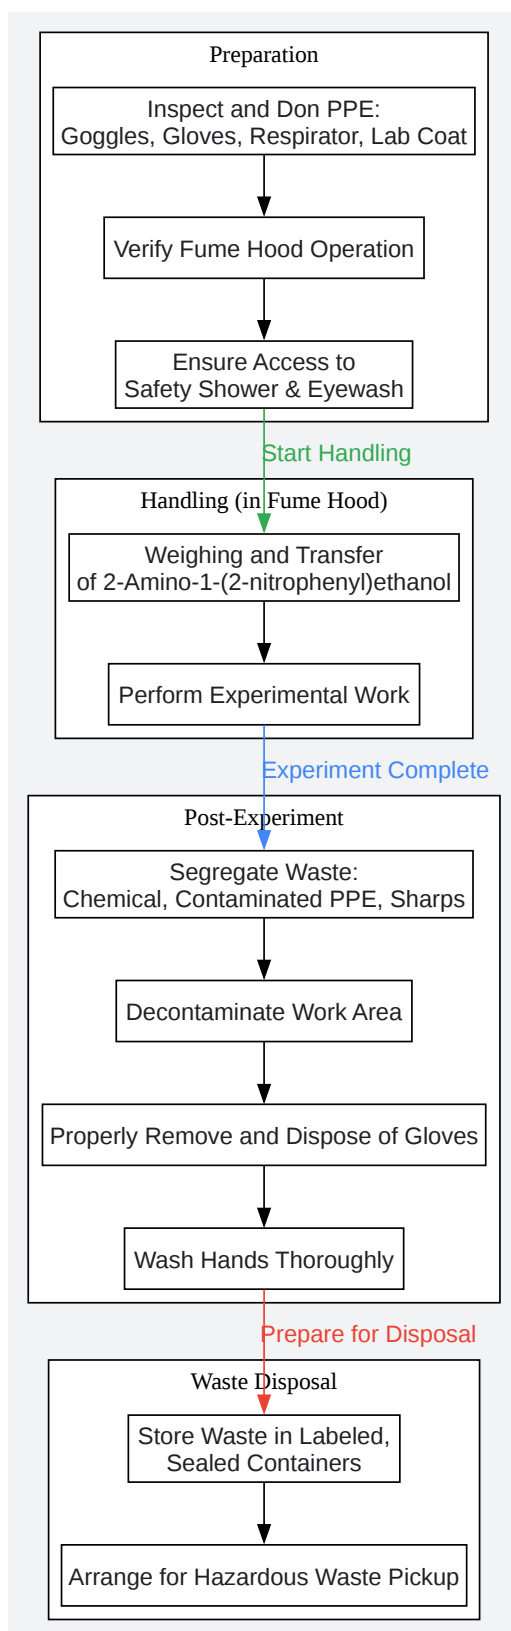 Preparation
Inspect and Don PPE:
Goggles, Gloves, Respirator, Lab Coat
Verify Fume Hood Operation
Ensure Access to
Safety Shower & Eyewash
Start Handling
Handling (in Fume Hood)
Weighing and Transfer
of 2-Amino-1-(2-nitrophenyl)ethanol
Perform Experimental Work
Experiment Complete
Post-Experiment
Segregate Waste:
Chemical, Contaminated PPE, Sharps
Decontaminate Work Area
Properly Remove and Dispose of Gloves
Wash Hands Thoroughly
Prepare for Disposal
Waste Disposal
Store Waste in Labeled,
Sealed Containers
Arrange for Hazardous Waste Pickup